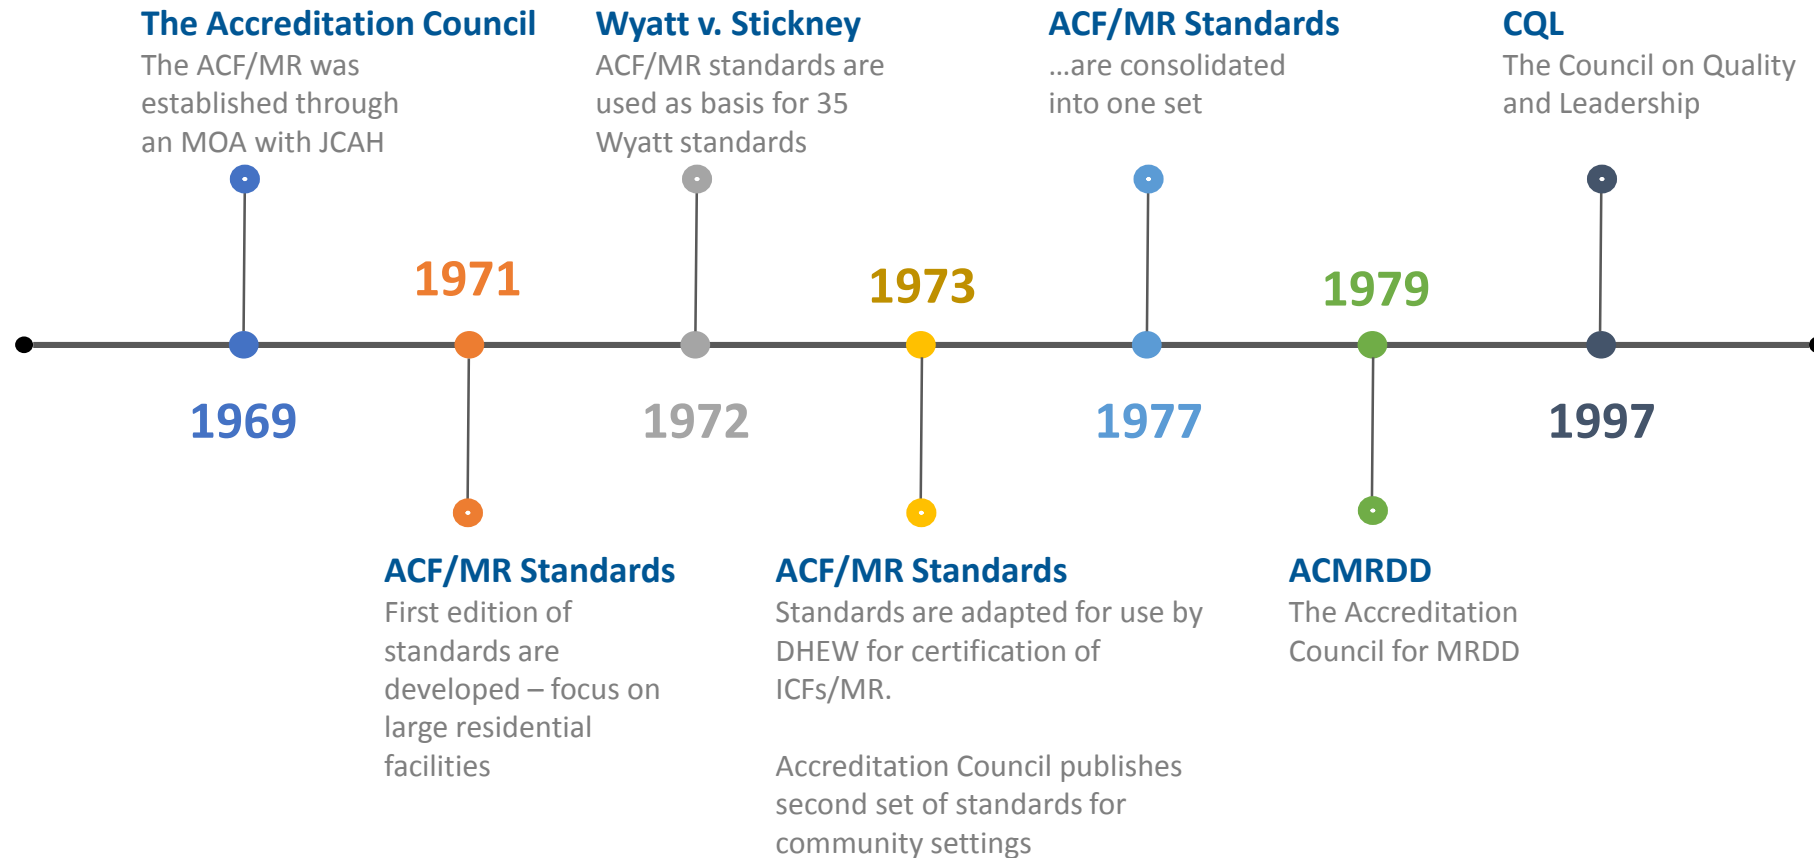 The Accreditation Council
The ACF/MR was
established through
an MOA with JCAH
Wyatt v. Stickney
ACF/MR standards are
used as basis for 35
Wyatt standards
ACF/MR Standards
...are consolidated
into one set
CQL
The Council on Quality
and Leadership
1971
1973
1979
1969
1972
1977
1997
ACF/MR Standards
First edition of
standards are
developed – focus on
large residential
facilities
ACF/MR Standards
Standards are adapted for use by
DHEW for certification of
ICFs/MR.
Accreditation Council publishes
second set of standards for
community settings
ACMRDD
The Accreditation
Council for MRDD